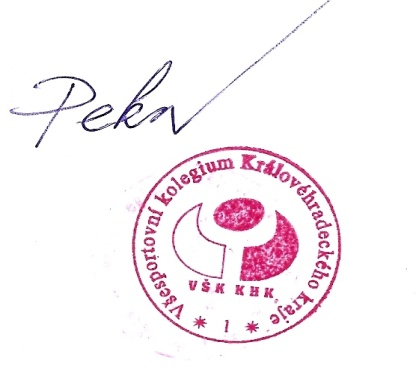 Všesportovní kolegium Královéhradeckého kraje
VŠK KHK
* 1 *